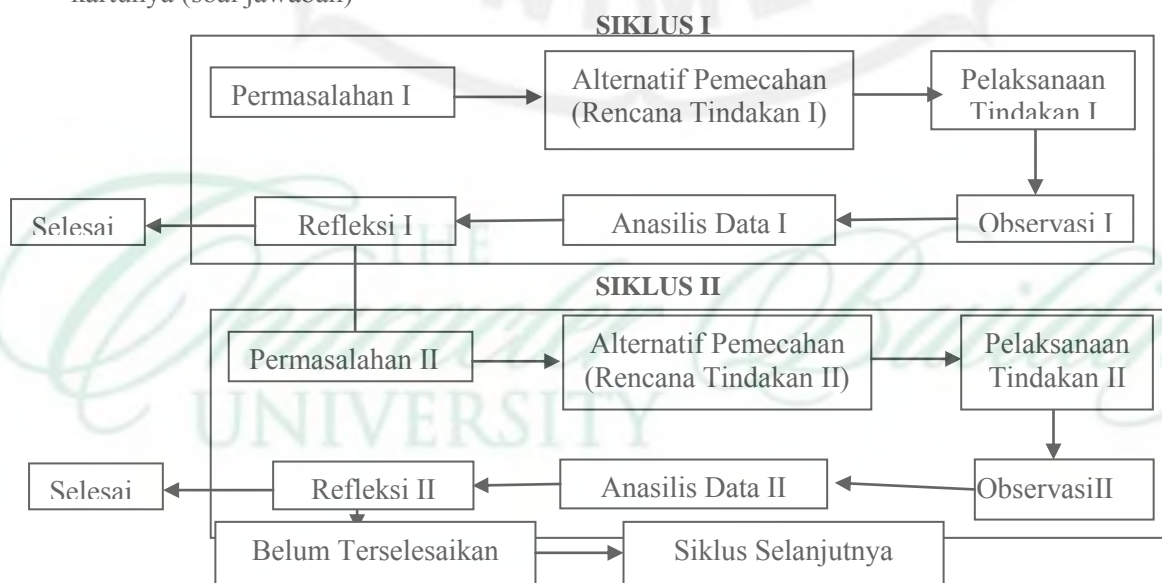 kartunya (soal jawaban)
SIKLUS I
Permasalahan I
Alternatif Pemecahan
(Rencana Tindakan I)
Pelaksanaan
Tindakan I
Selesai
Refleksi I
Anasilis Data I
Observasi I
THE
SIKLUS II
Permasalahan II
Alternatif Pemecahan
(Rencana Tindakan II)
Pelaksanaan
Tindakan II
UNIVERSITY
Selesai
Refleksi II
Anasilis Data II
ObservasiII
Belum Terselesaikan
Siklus Selanjutnya